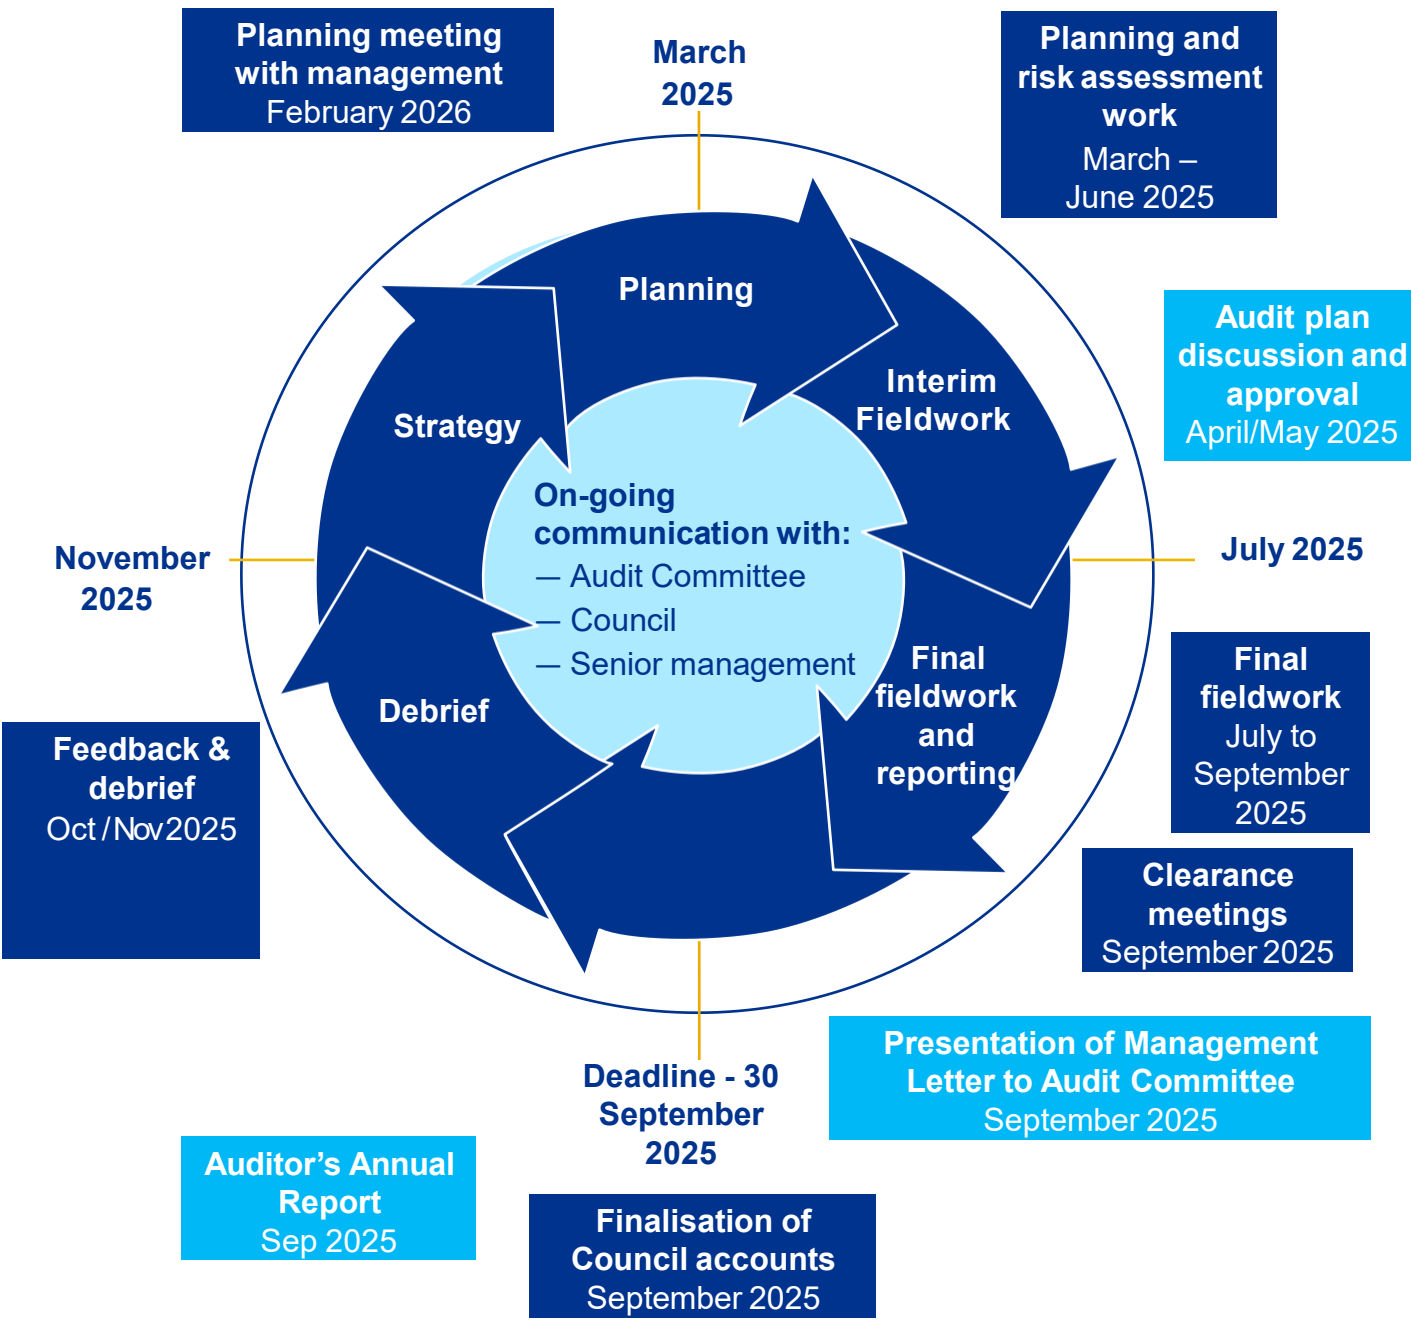 Planning meeting
with management
February 2026
March
2025
Planning and
risk assessment
work
March –
June 2025
Planning
Interim
Fieldwork
Audit plan
discussion and
approval
April/May 2025
Strategy
On-going
communication with:
— Audit Committee
— Council
— Senior management
November
2025
July 2025
Final
fieldwork
and
reporting
Debrief
Final
fieldwork
July to
September
2025
Feedback &
debrief
Oct / Nov 2025
Clearance
meetings
September 2025
Presentation of Management
Letter to Audit Committee
September 2025
Deadline - 30
September
2025
Auditor’s Annual
Report
Sep 2025
Finalisation of
Council accounts
September 2025